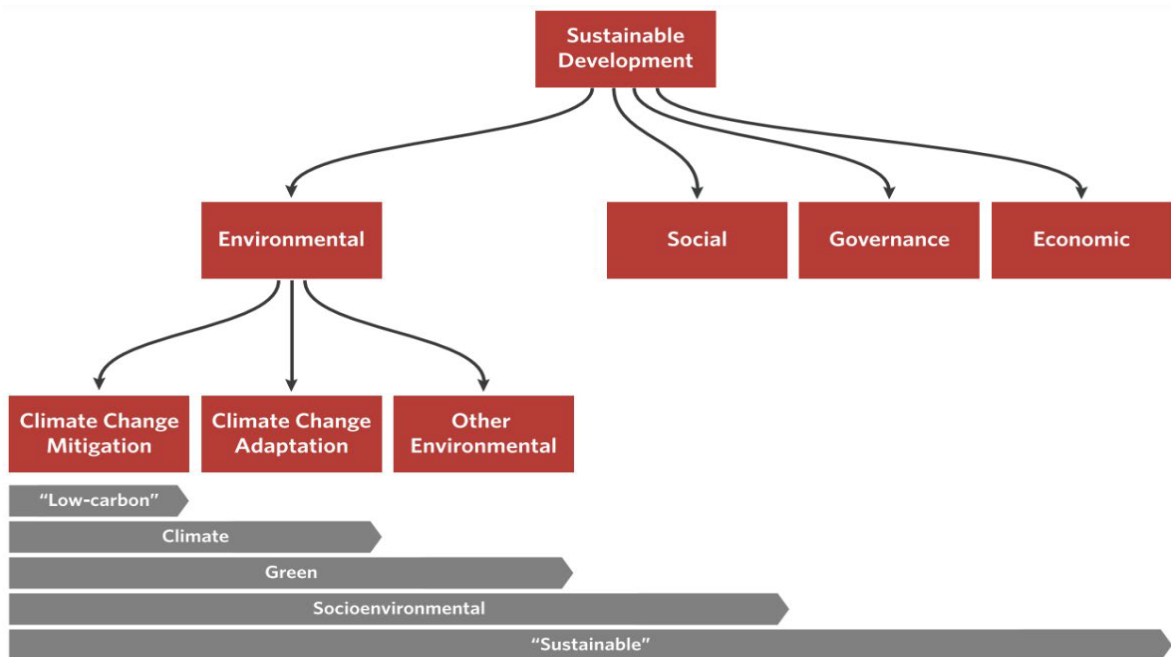 Sustainable
Development
Environmental
Social
Governance
Economic
Climate Change
Mitigation
Climate Change
Adaptation
Other
Environmental
“Low-carbon”
Climate
Green
Socioenvironmental
“Sustainable”